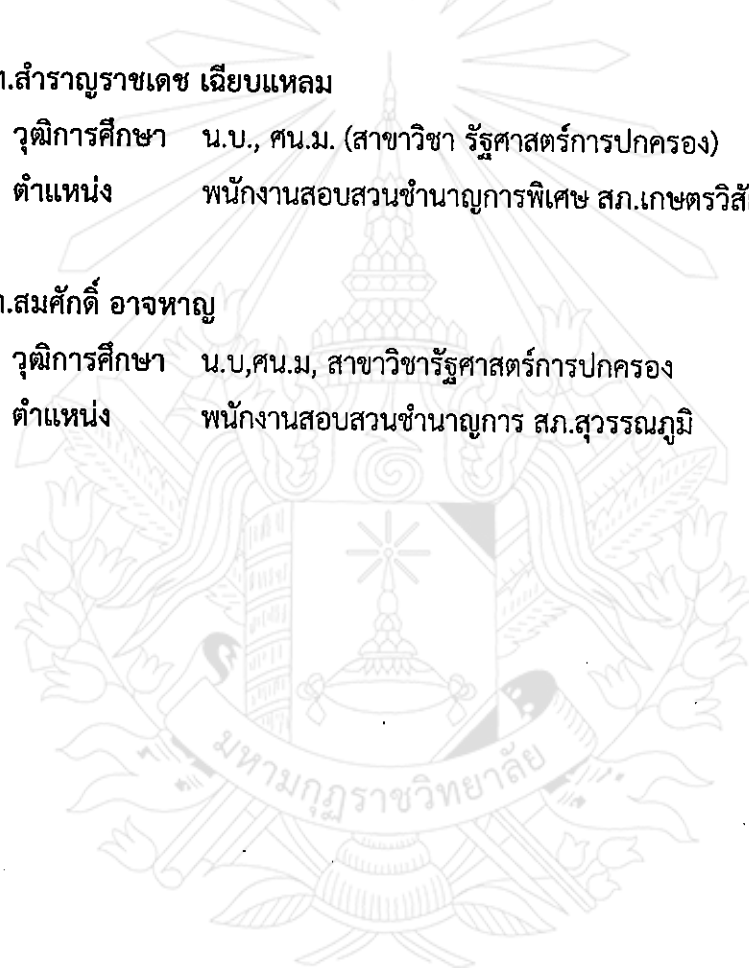 ท.สำราญราชเดช เฉียบแหลม
วุฒิการศึกษา น.บ., ศน.ม. (สาขาวิชา รัฐศาสตร์การปกครอง)
ตำแหน่ง พนักงานสอบสวนชำนาญการพิเศษ สภ.เกษตรวิสั
ท.สมศักดิ์ อาจหาญ
วุฒิการศึกษา น.บ,ศน.ม, สาขาวิชารัฐศาสตร์การปกครอง
ตำแหน่ง พนักงานสอบสวนชำนาญการ สภ.สุวรรณภูมิ
มหามกุฏราชวิทยาลัย